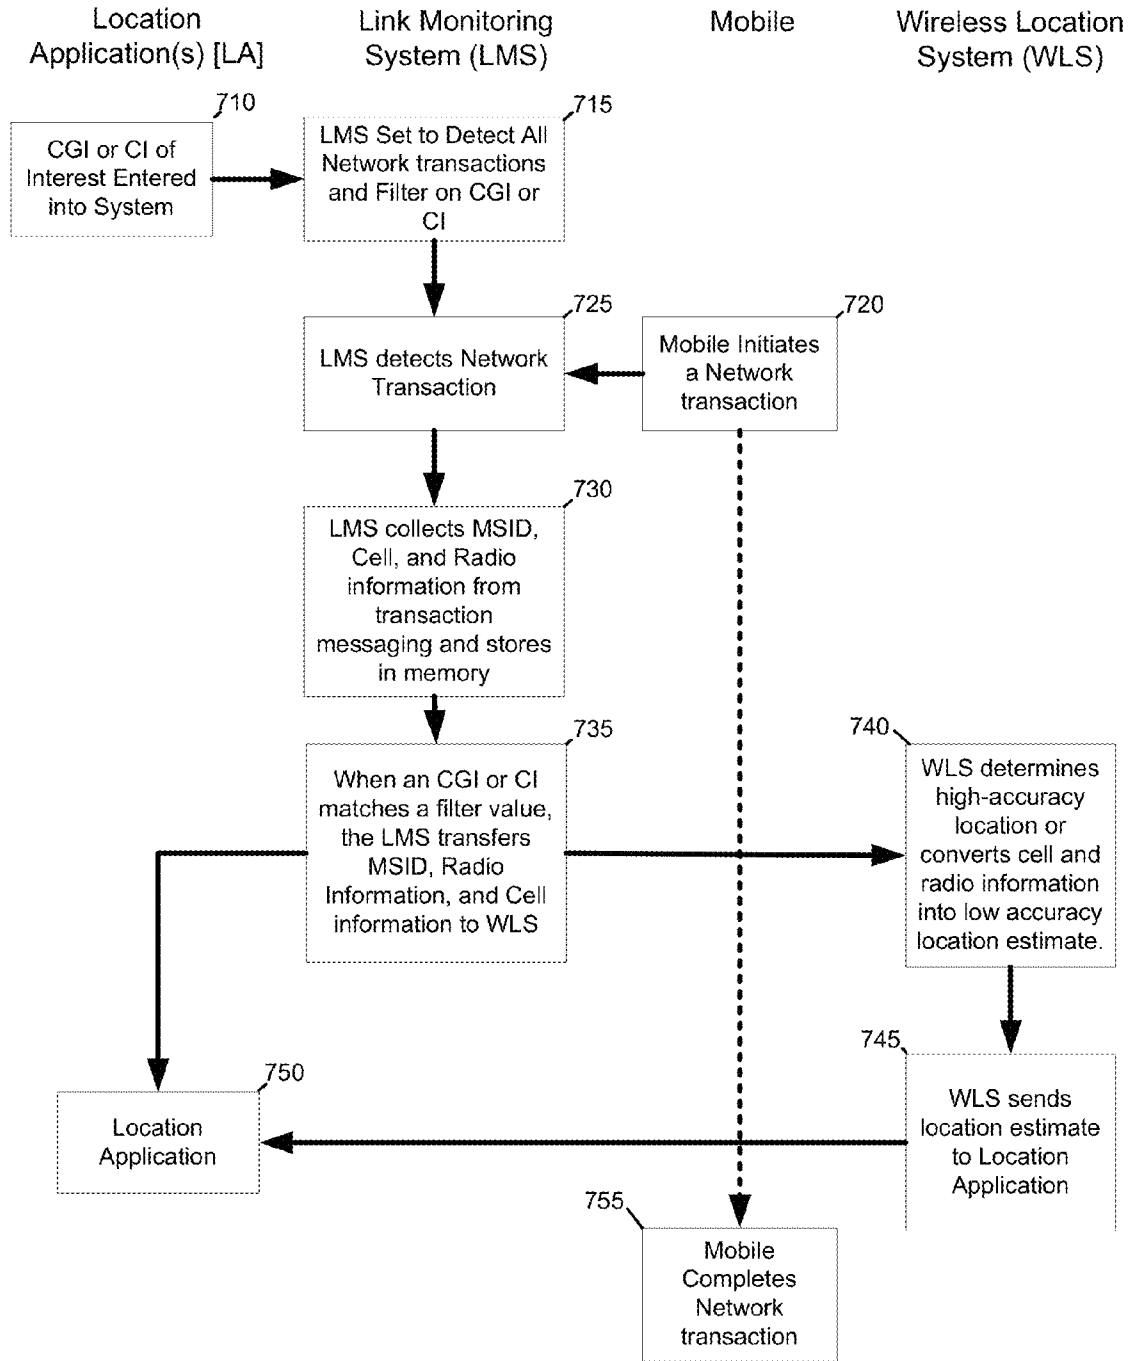 Location
Application(s) [LA]
Link Monitoring
System (LMS)
Mobile
Wireless Location
System (WLS)
710
CGI or CI of
Interest Entered
into System
715
LMS Set to Detect All
Network transactions
and Filter on CGI or
CI
725
LMS detects Network
Transaction
720
Mobile Initiates
a Network
transaction
730
LMS collects MSID,
Cell, and Radio
information from
transaction
messaging and stores
in memory
735
When an CGI or CI
matches a filter value,
the LMS transfers
MSID, Radio
Information, and Cell
information to WLS
740
WLS determines
high-accuracy
location or
converts cell and
radio information
into low accuracy
location estimate.
745
WLS sends
location estimate
to Location
Application
750
Location
Application
755
Mobile
Completes
Network
transaction